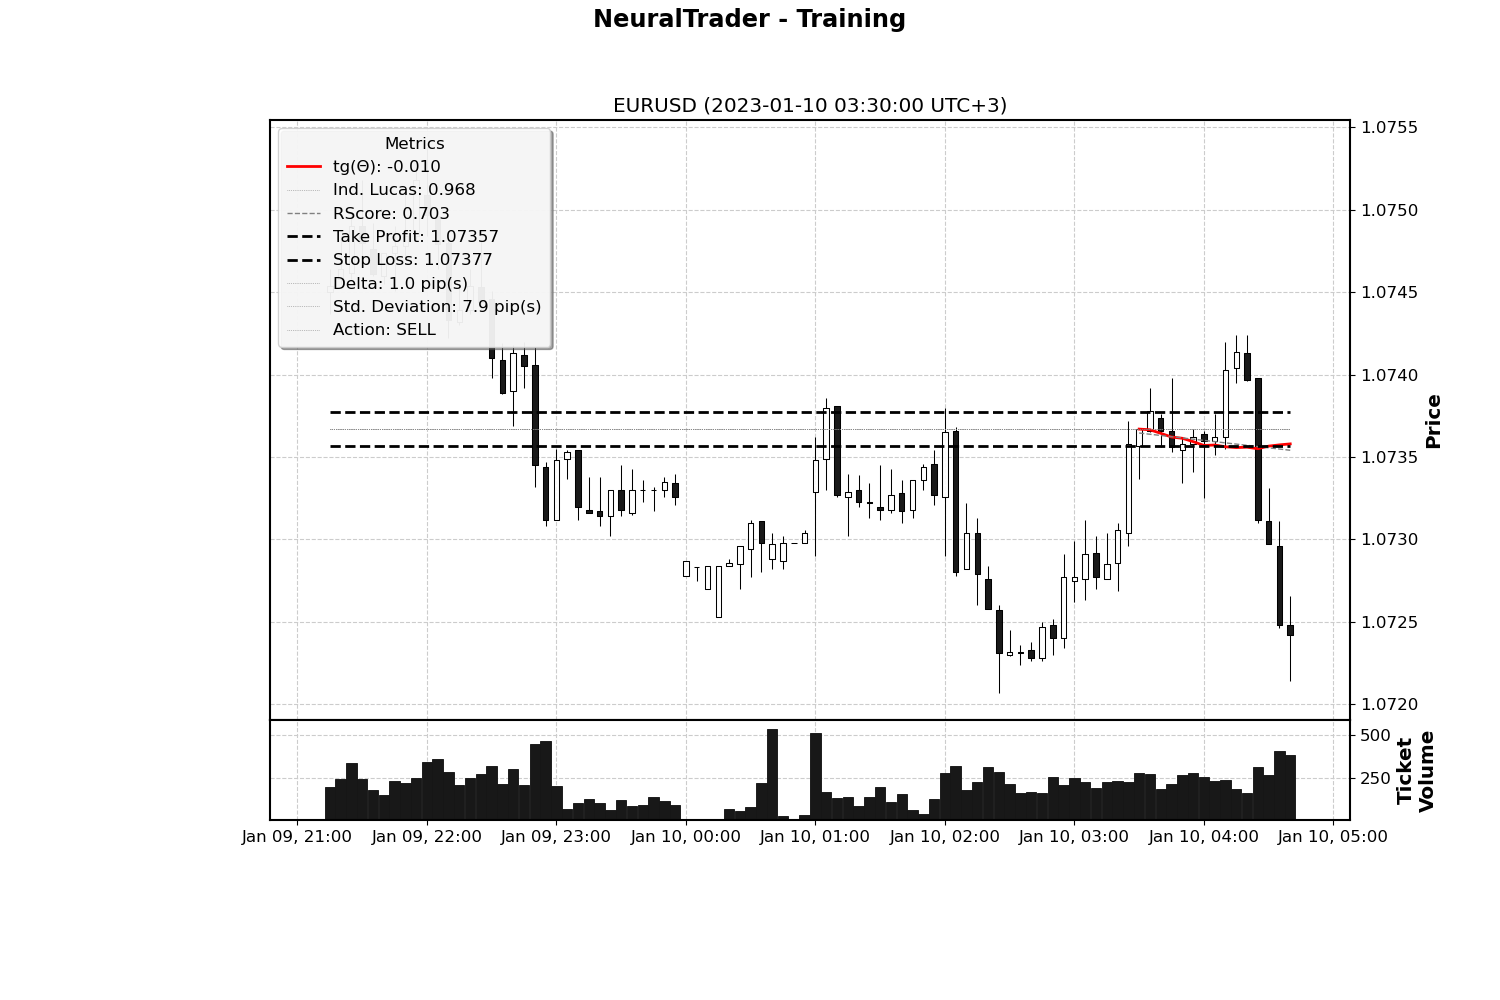 NeuralTrader - Training
EURUSD (2023-01-10 03:30:00 UTC+3)
Metrics
tg(Θ): -0.010
Ind. Lucas: 0.968
RScore: 0.703
Take Profit: 1.07357
Stop Loss: 1.07377
Delta: 1.0 pip(s)
Std. Deviation: 7.9 pip(s)
Action: SELL
1.0755
1.0750
1.0745
1.0740
1.0735
1.0730
1.0725
1.0720
Price
500
250
Ticket
Volume
Jan 09, 21:00
Jan 09, 22:00
Jan 09, 23:00
Jan 10, 00:00
Jan 10, 01:00
Jan 10, 02:00
Jan 10, 03:00
Jan 10, 04:00
Jan 10, 05:00